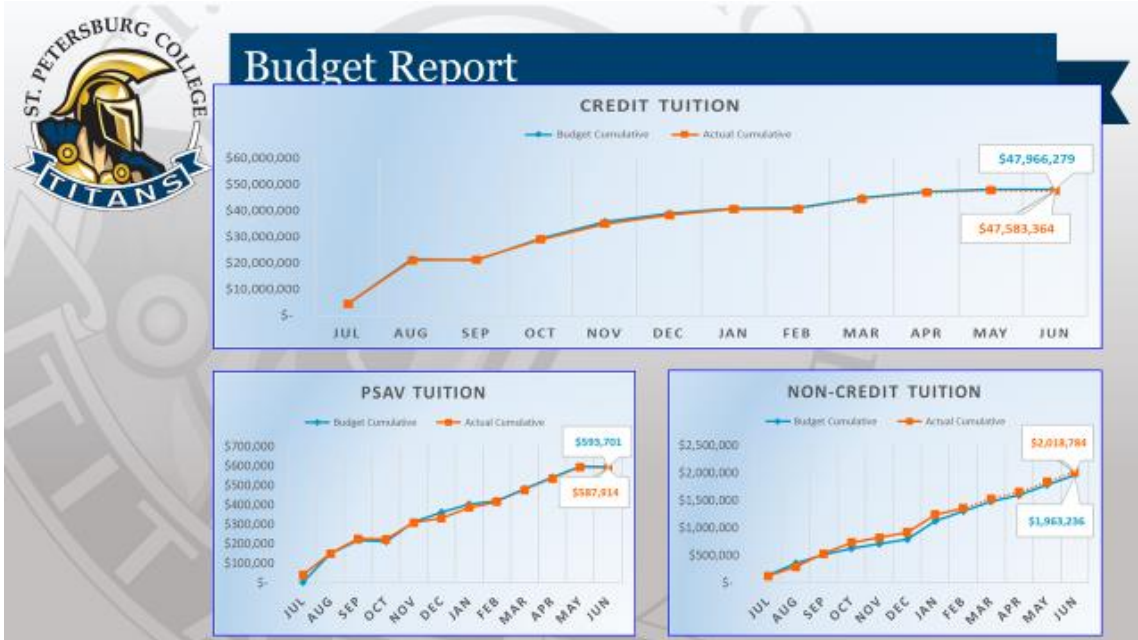 ST. PETERSBURG COLLEGE
TITANS
Budget Report
CREDIT TUITION
Budget Cumulative Actual Cumulative
$60,000,000
$50,000,000
$40,000,000
$30,000,000
$20,000,000
$10,000,000
$-
$47,966,279
$47,583,364
JUL AUG SEP OCT NOV DEC JAN FEB MAR APR MAY JUN
PSAV TUITION
Budget Cumulative Actual Cumulative
$700,000
$600,000
$500,000
$400,000
$300,000
$200,000
$100,000
$-
$593,701
$587,914
JUL AUG SEP OCT NOV DEC JAN FEB MAR APR MAY JUN
NON-CREDIT TUITION
Budget Cumulative Actual Cumulative
$2,500,000
$2,000,000
$1,500,000
$1,000,000
$500,000
$-
$2,018,784
$1,963,236
JUL AUG SEP OCT NOV DEC JAN FEB MAR APR MAY JUN